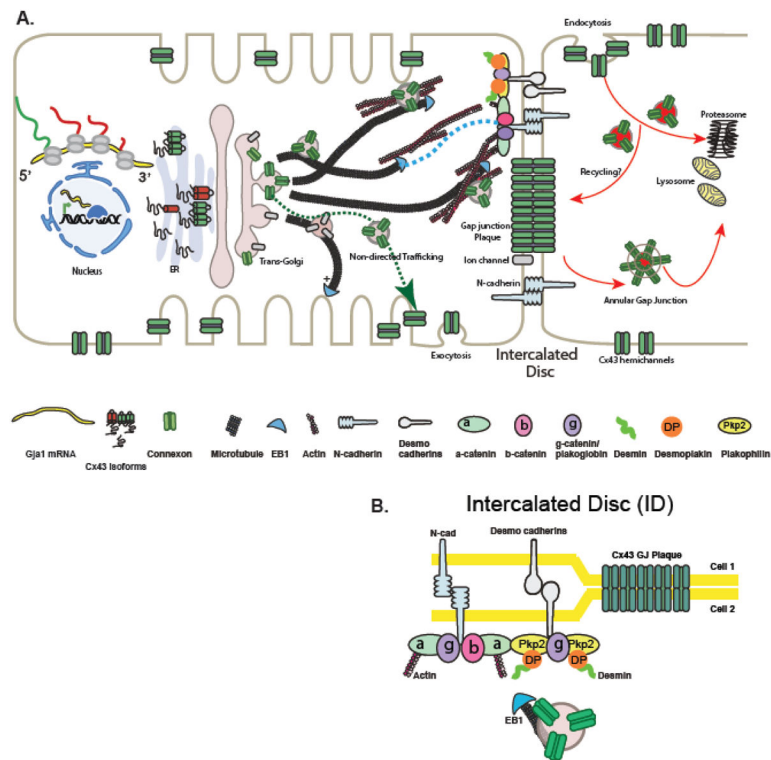 A.
Endocytosis
Proteasome
5'
3'
Recycling?
Lysosome
Gap junction
Plaque
Nucleus
ER
Trans-Golgi
Non-directed Trafficking
Ion channel
N-cadherin
Annular Gap Junction
+
Exocytosis
Intercalated
Disc
Cx43 hemichannels
a
b
g
DP
Pkp2
Gja1 mRNA
Cx43 isoforms
Connexon
Microtubule
EB1
Actin
N-cadherin
Desmo
cadherins
a-catenin
b-catenin
g-catenin/
plakoglobin
Desmin
Desmoplakin
Plakophilin
B.
Intercalated Disc (ID)
N-cad
Desmo cadherins
Cx43 GJ Plaque
Cell 1
Cell 2
a
g
b
a
Pkp2
g
Pkp2
DP
DP
Actin
Desmin
EB1